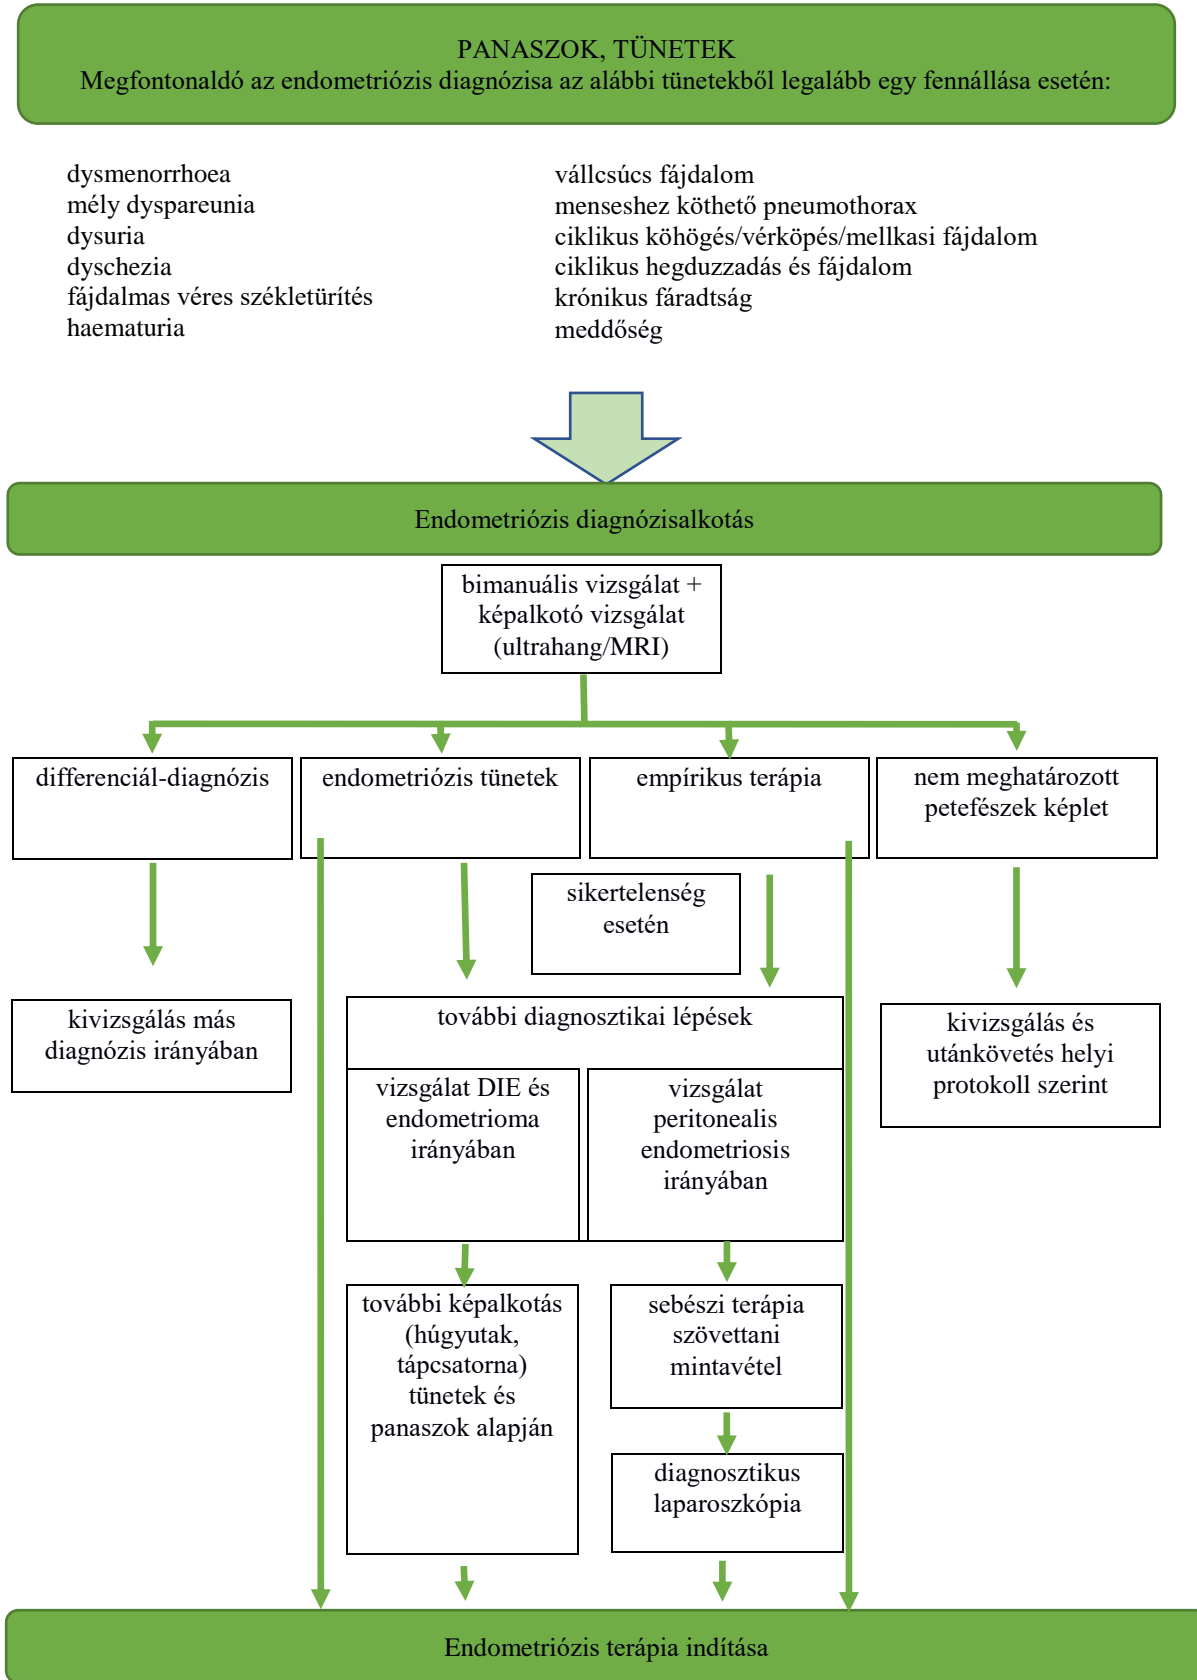 PANASZOK, TÜNETEK
Megfontonaldó az endometriózis diagnózisa az alábbi tünetekből legalább egy fennállása esetén:
dysmenorrhoea
mély dyspareunia
dysuria
dyschezia
fájdalmas véres székletürítés
haematuria
vállcsúcs fájdalom
menseshez köthető pneumothorax
ciklikus köhögés/vérköpés/mellkasi fájdalom
ciklikus hegduzzadás és fájdalom
krónikus fáradtság
meddőség
Endometriózis diagnózisalkotás
bimanuális vizsgálat +
képalkotó vizsgálat
(ultrahang/MRI)
differenciál-diagnózis
endometriózis tünetek
empírikus terápia
nem meghatározott
petefészek képlet
sikertelenség
esetén
kivizsgálás más
diagnózis irányában
további diagnosztikai lépések
kivizsgálás és
utánkövetés helyi
protokoll szerint
vizsgálat DIE és
endometrioma
irányában
vizsgálat
peritonealis
endometriosis
irányában
további képalkotás
(húgyutak,
tápcsatorna)
tünetek és
panaszok alapján
sebészi terápia
szövettani
mintavétel
diagnosztikus
laparoszkópia
Endometriózis terápia indítása